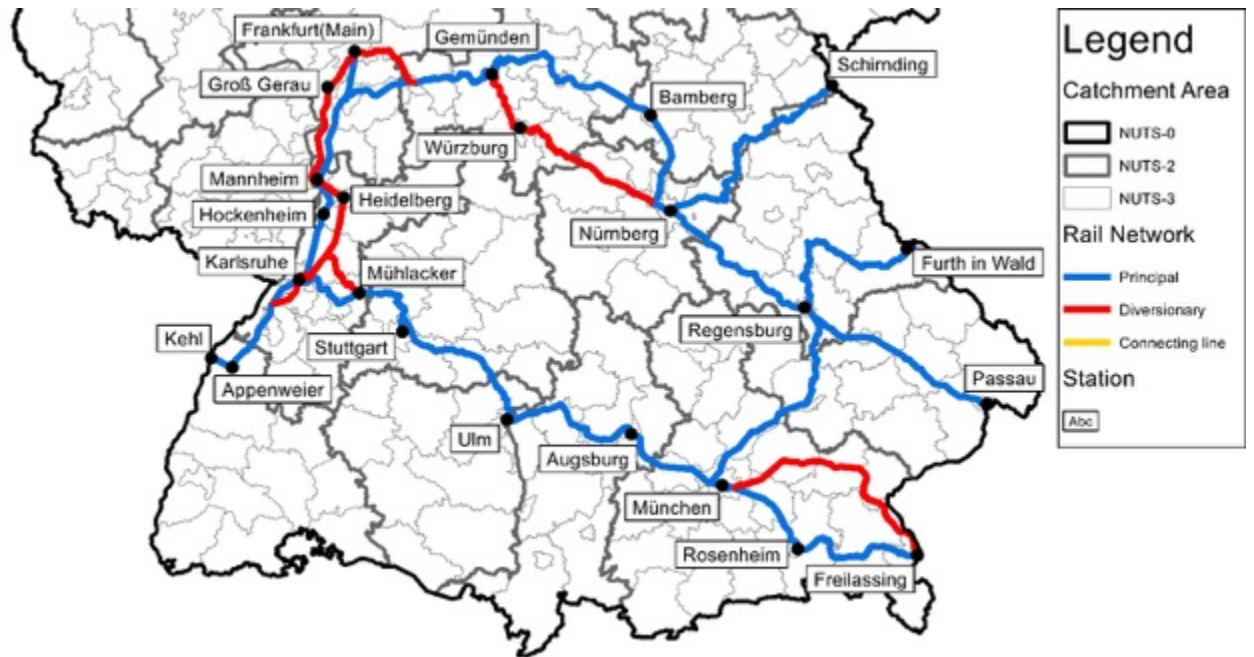 Frankfurt(Main)
Gemünden
Schirnding
Groß Gerau
Bamberg
Würzburg
Mannheim
Heidelberg
Hockenheim
Nürnberg
Furth in Wald
Karlsruhe
Mühlacker
Regensburg
Kehl
Stuttgart
Passau
Appenweier
Ulm
Augsburg
München
Rosenheim
Freilassing
Legend
Catchment Area
NUTS-0
NUTS-2
NUTS-3
Rail Network
Principal
Diversionary
Connecting line
Station
Abc